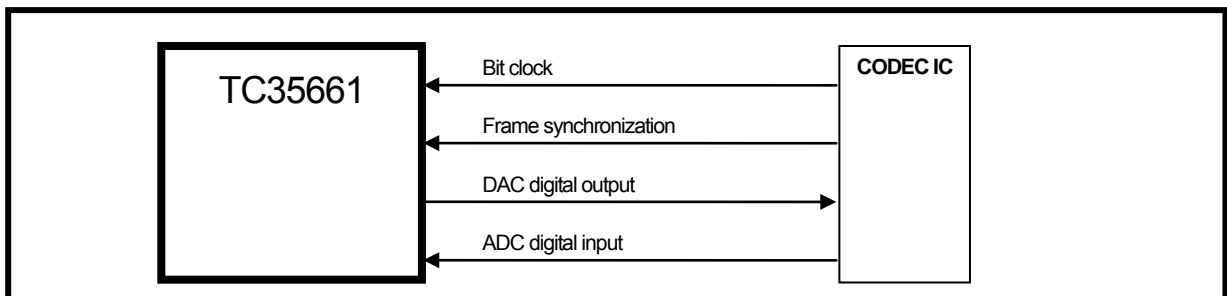 TC35661
Bit clock
CODEC IC
Frame synchronization
DAC digital output
ADC digital input